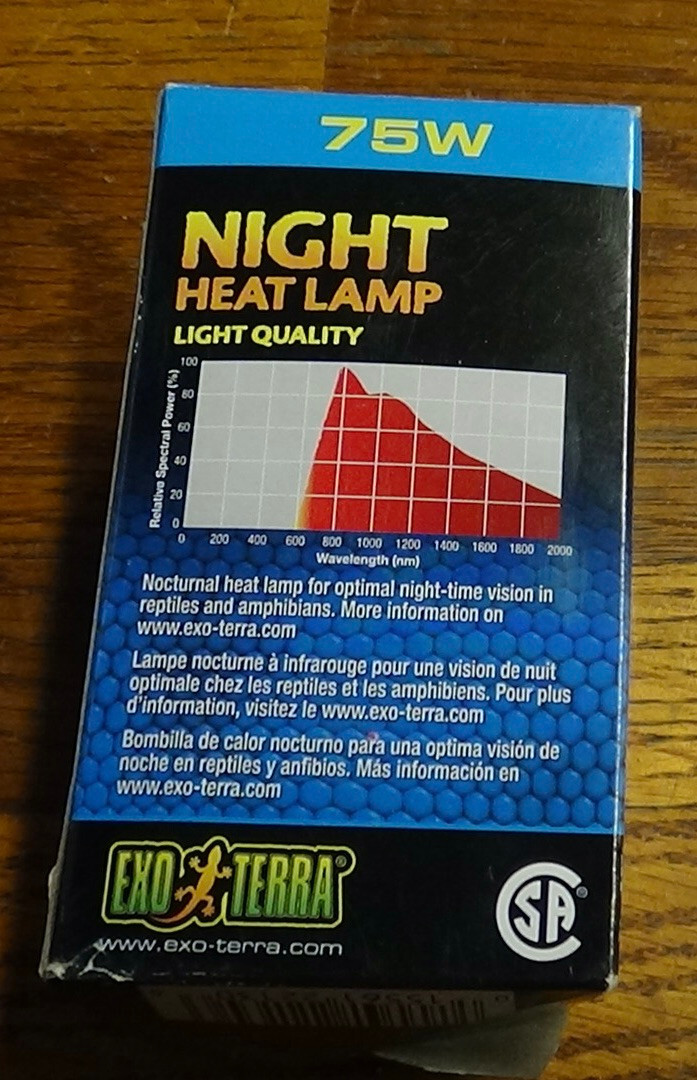 75W
NIGHT
HEAT LAMP
LIGHT QUALITY
Relative Spectral Power (%)
100
80
60
40
20
0
0 200 400 600 800 1000 1200 1400 1600 1800 2000
Wavelength (nm)
Nocturnal heat lamp for optimal night-time vision in
reptiles and amphibians. More information on
www.exo-terra.com
Lampe nocturne à infrarouge pour une vision de nuit
optimale chez les reptiles et les amphibiens. Pour plus
d'information, visitez le www.exo-terra.com
Bombilla de calor nocturno para una optima visión de
noche en reptiles y anfibios. Más información en
www.exo-terra.com
EXO TERRA®
www.exo-terra.com
CSA®